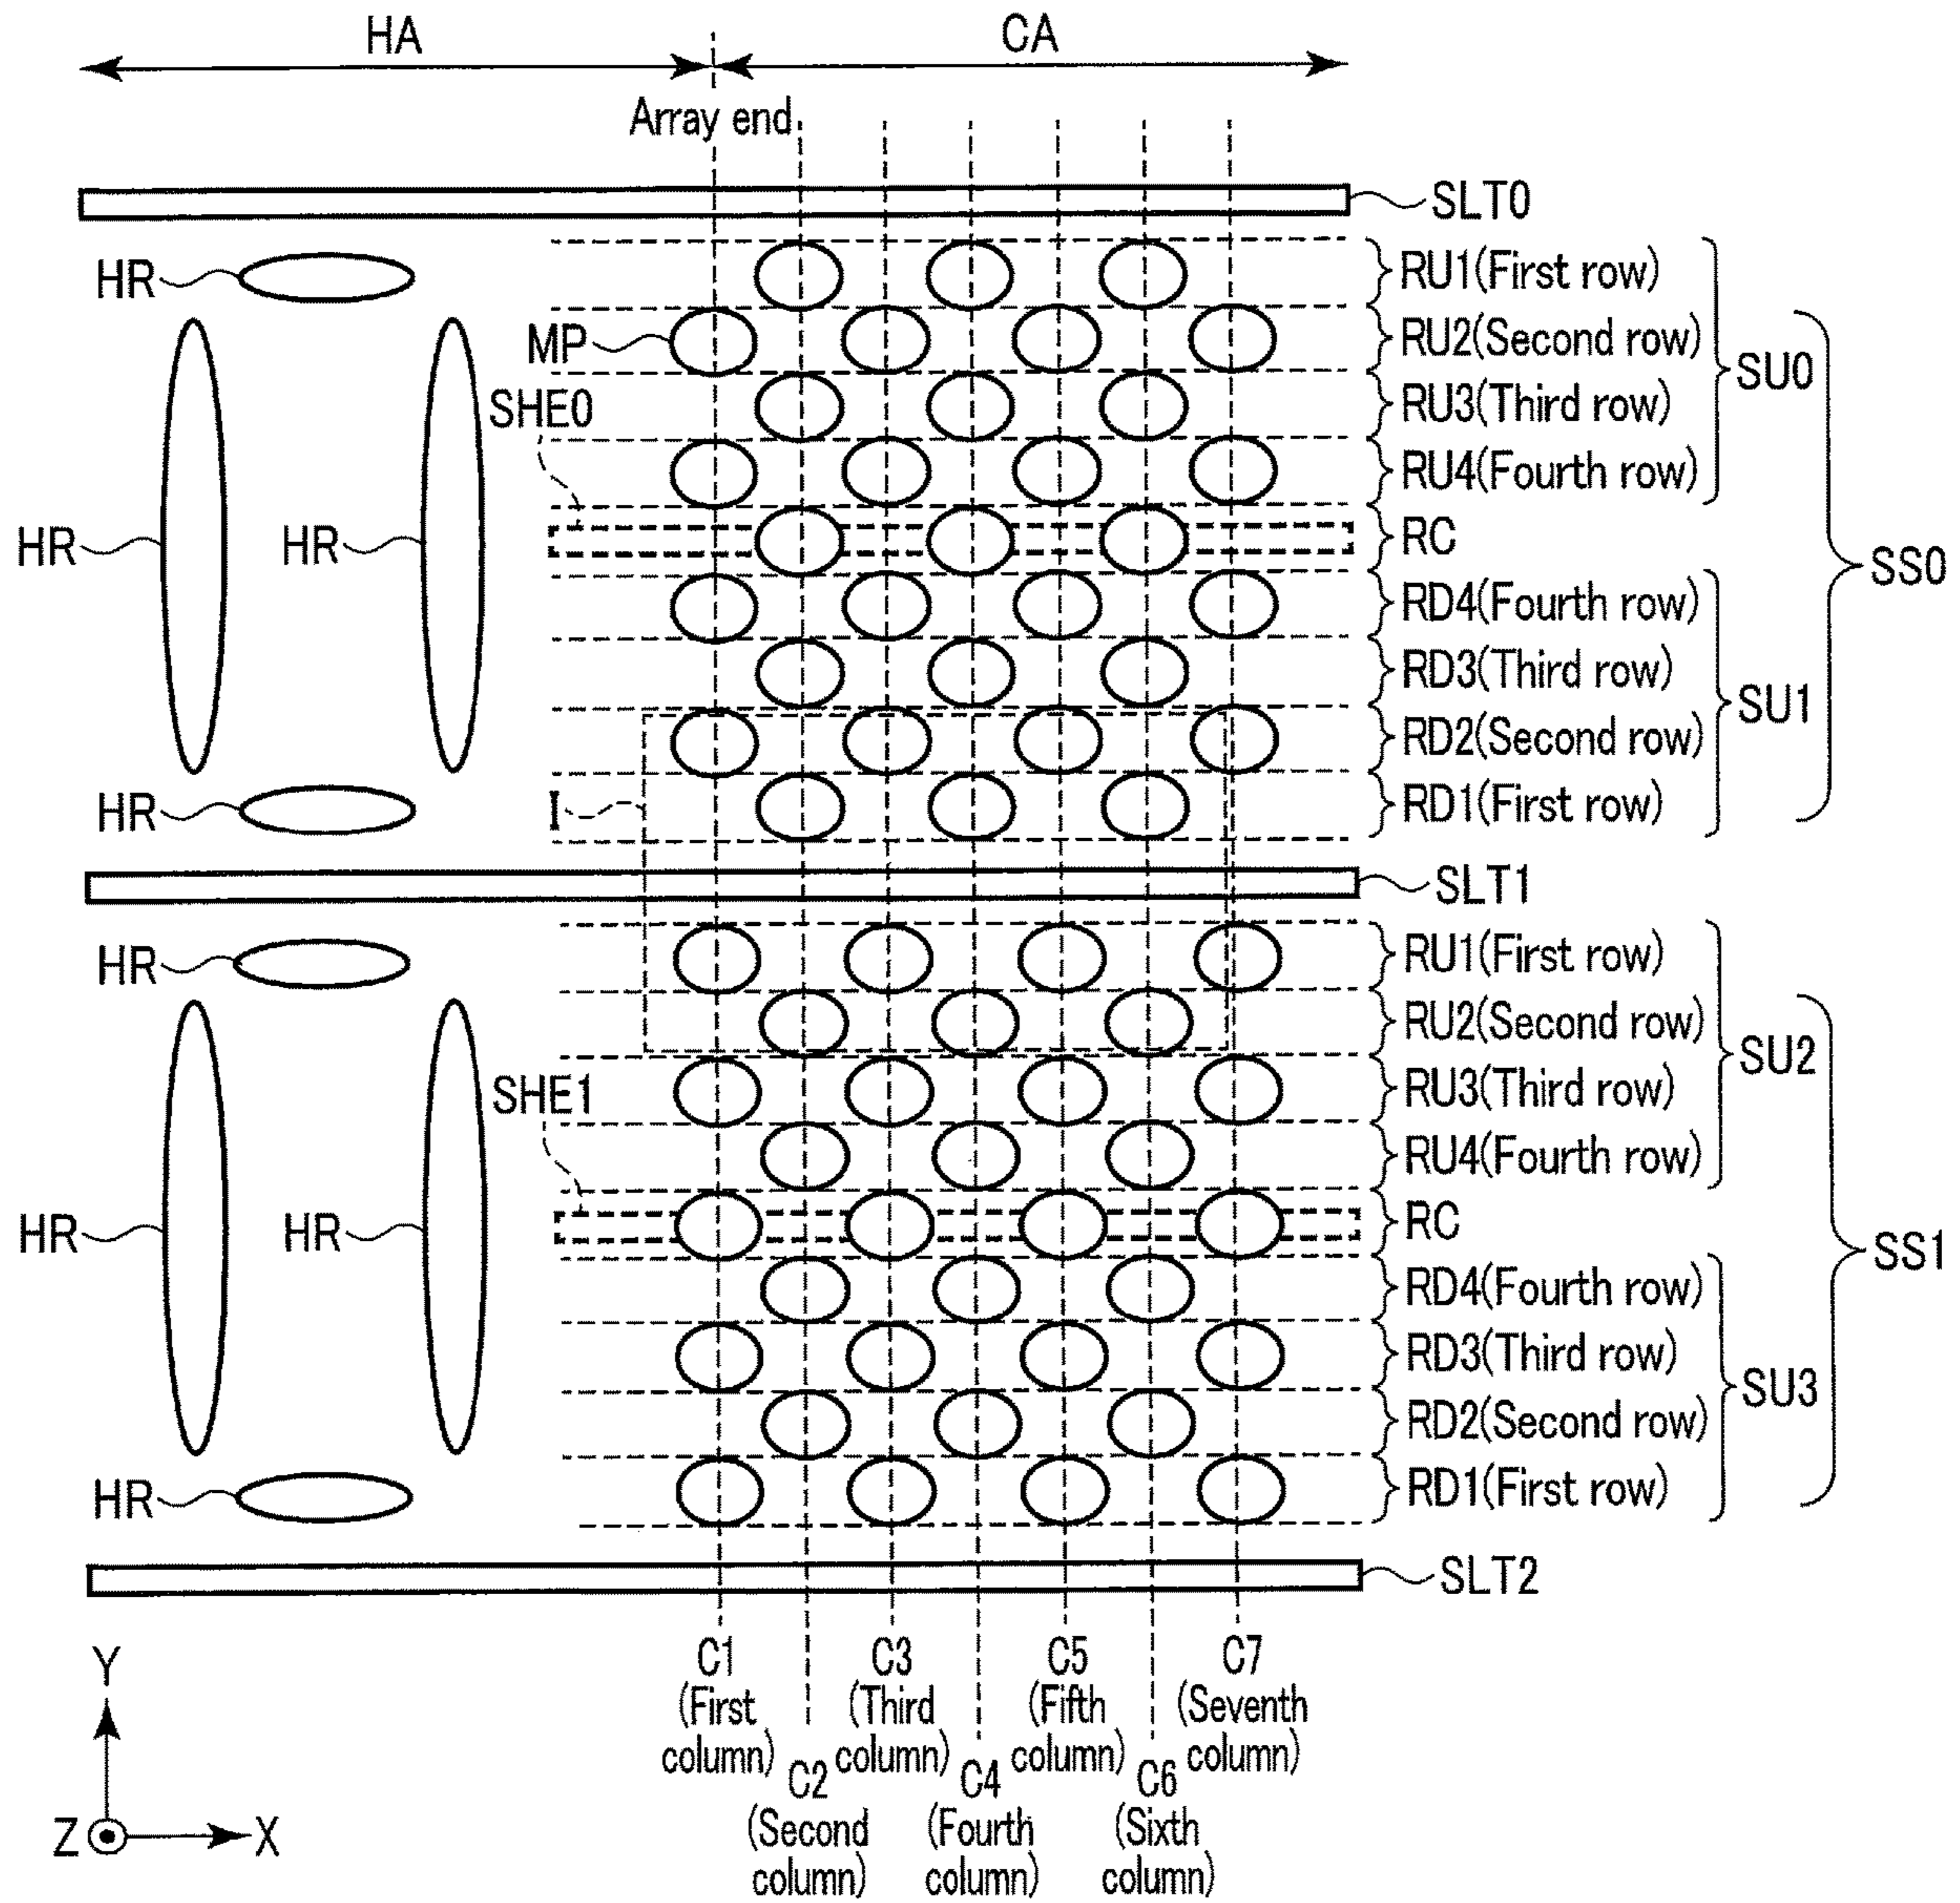 HA
CA
Array end
SLT0
HR
RU1(First row)
MP
RU2(Second row)
SU0
SHE0
RU3(Third row)
RU4(Fourth row)
HR
HR
RC
SS0
RD4(Fourth row)
RD3(Third row)
SU1
RD2(Second row)
HR
I
RD1(First row)
SLT1
HR
RU1(First row)
RU2(Second row)
SU2
SHE1
RU3(Third row)
RU4(Fourth row)
HR
HR
RC
SS1
RD4(Fourth row)
RD3(Third row)
SU3
RD2(Second row)
HR
RD1(First row)
SLT2
C1
(First
column)
C2
(Second
column)
C3
(Third
column)
C4
(Fourth
column)
C5
(Fifth
column)
C6
(Sixth
column)
C7
(Seventh
column)
Y
Z
X